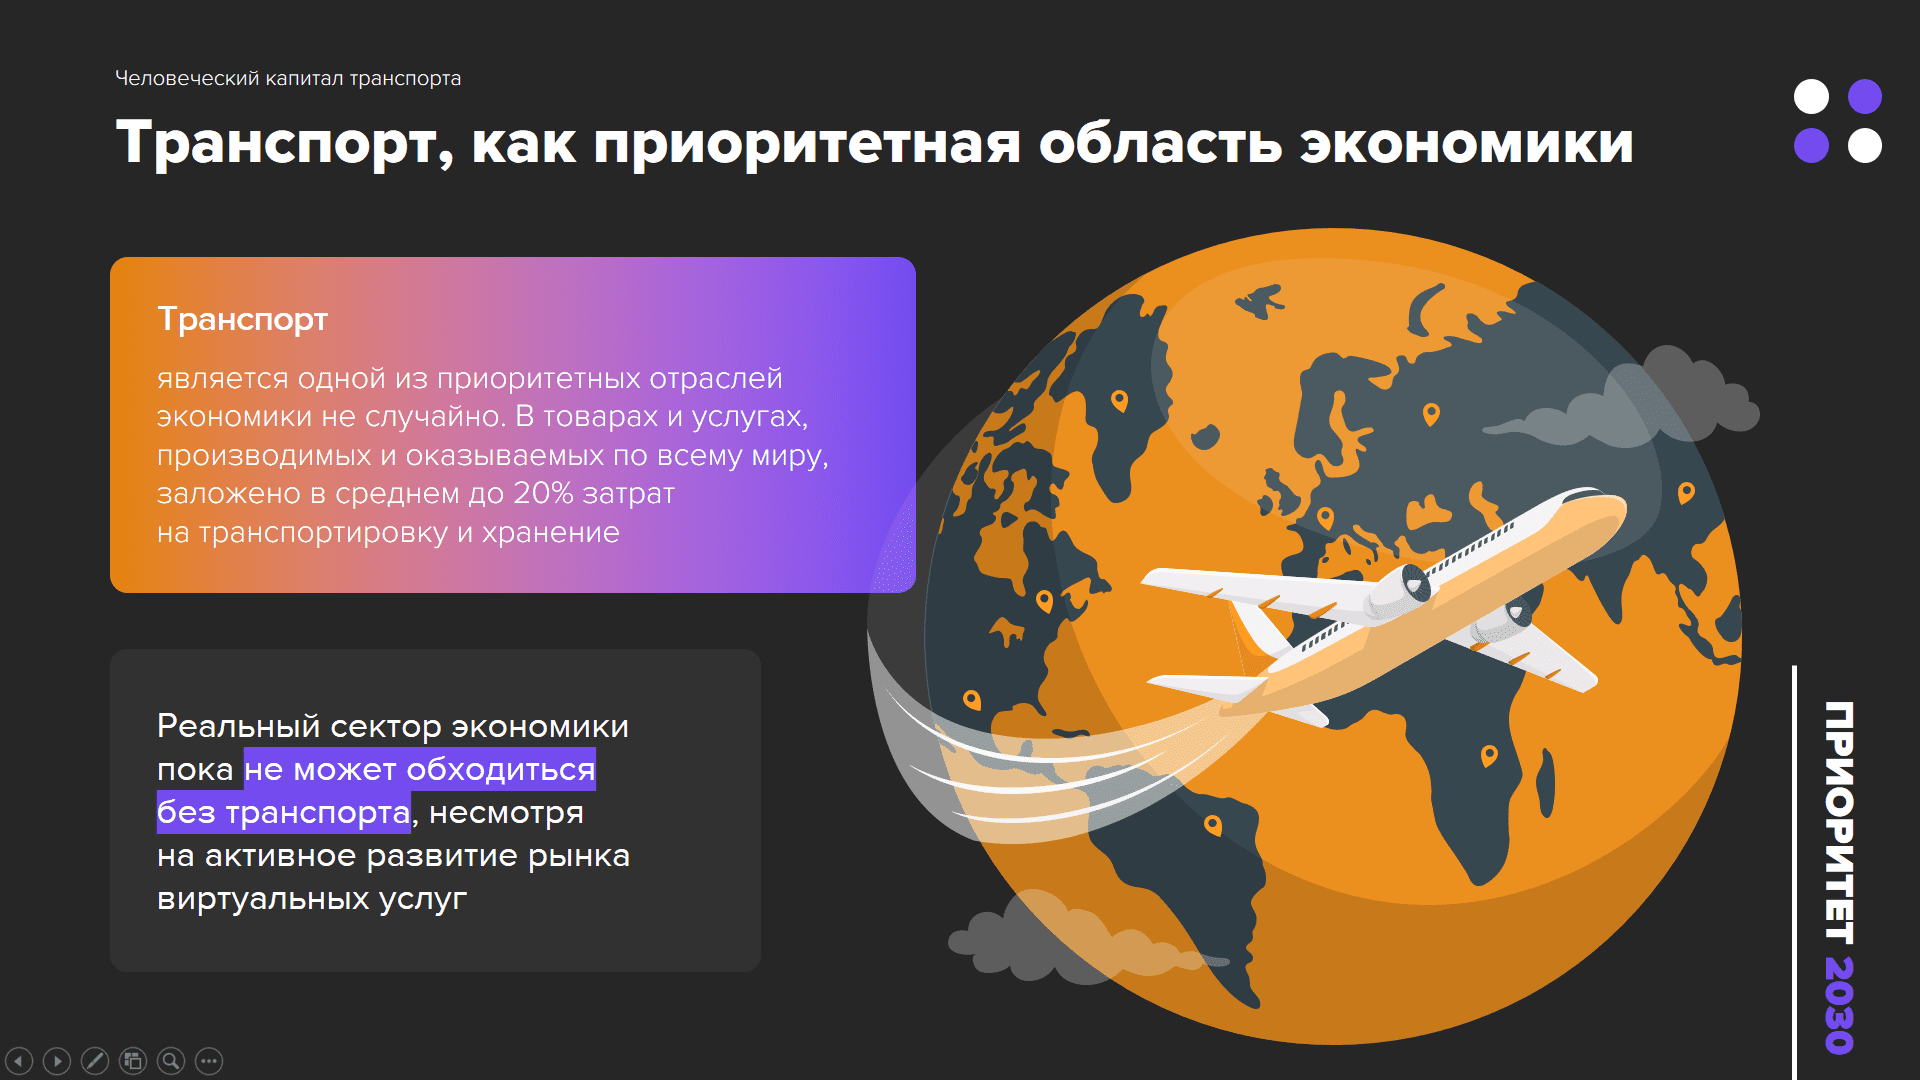 Человеческий капитал транспорта
Транспорт, как приоритетная область экономики
Транспорт
является одной из приоритетных отраслей
экономики не случайно. В товарах и услугах,
производимых и оказываемых по всему миру,
заложено в среднем до 20% затрат
на транспортировку и хранение
Реальный сектор экономики
пока не может обходиться
без транспорта, несмотря
на активное развитие рынка
виртуальных услуг
ПРИОРИТЕТ 2030